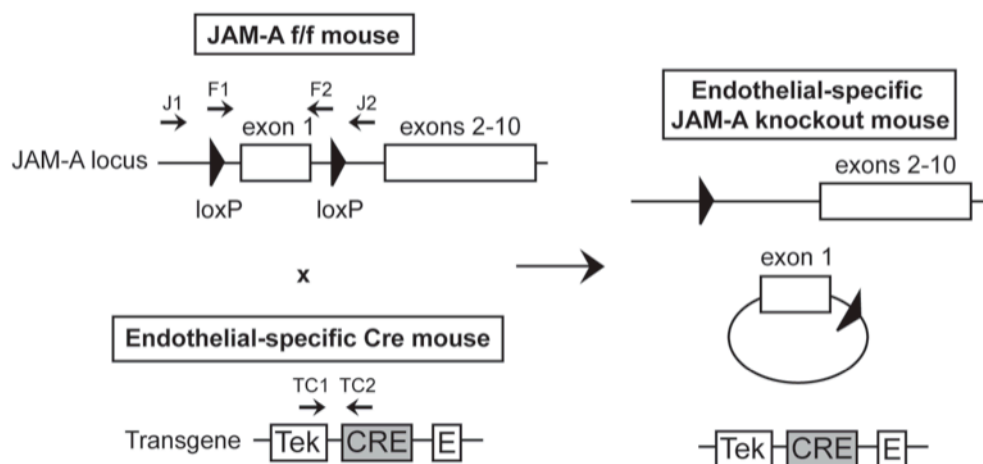 JAM-A f/f mouse
J1
F1
F2
J2
exon 1
exons 2-10
JAM-A locus
loxP
loxP
x
Endothelial-specific Cre mouse
TC1
TC2
Transgene
Tek
CRE
E
Endothelial-specific
JAM-A knockout mouse
exons 2-10
exon 1
Tek
CRE
E